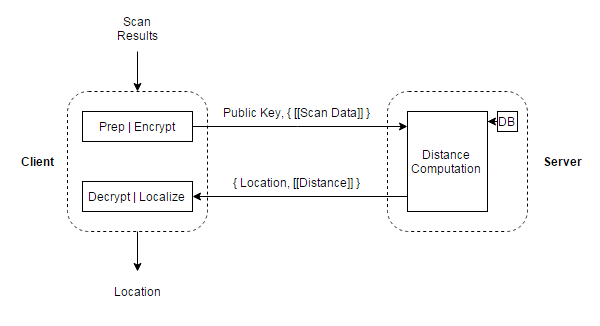 Scan
Results
Prep | Encrypt
Public Key, { [[Scan Data]] }
DB
Client
Distance
Computation
Server
Decrypt | Localize
{ Location, [[Distance]] }
Location